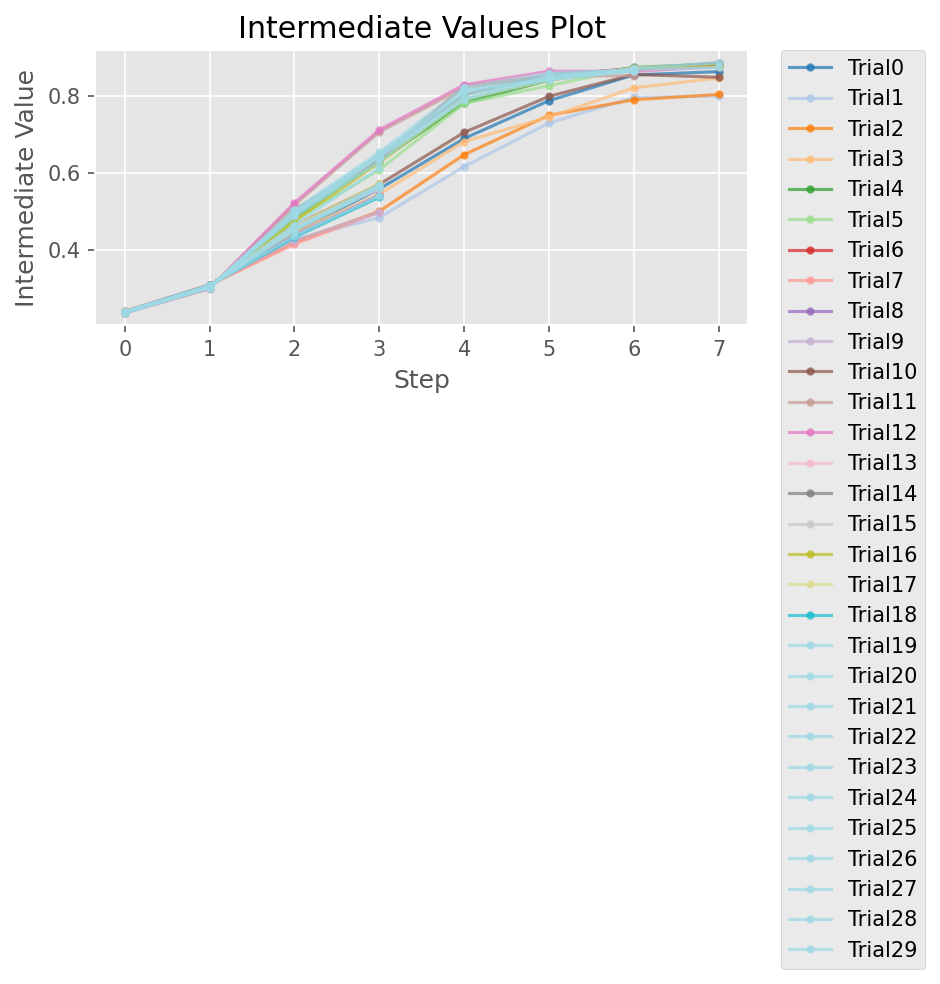 Intermediate Values Plot
Intermediate Value
0.8
0.6
0.4
0 1 2 3 4 5 6 7
Step
Trial0
Trial1
Trial2
Trial3
Trial4
Trial5
Trial6
Trial7
Trial8
Trial9
Trial10
Trial11
Trial12
Trial13
Trial14
Trial15
Trial16
Trial17
Trial18
Trial19
Trial20
Trial21
Trial22
Trial23
Trial24
Trial25
Trial26
Trial27
Trial28
Trial29